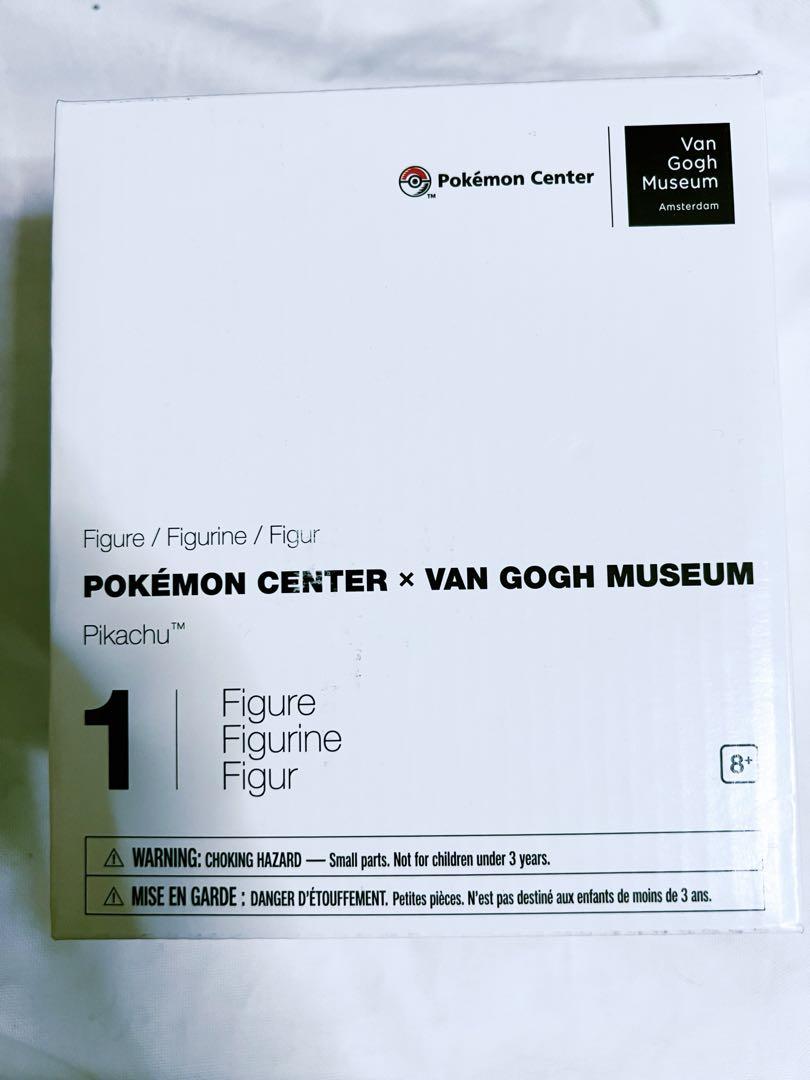 Pokémon Center
TM
Van
Gogh
Museum
Amsterdam
Figure / Figurine / Figur
POKÉMON CENTER × VAN GOGH MUSEUM
Pikachu™
1
Figure
Figurine
Figur
8+
WARNING: CHOKING HAZARD — Small parts. Not for children under 3 years.
MISE EN GARDE : DANGER D'ÉTOUFFEMENT. Petites pièces. N'est pas destiné aux enfants de moins de 3 ans.